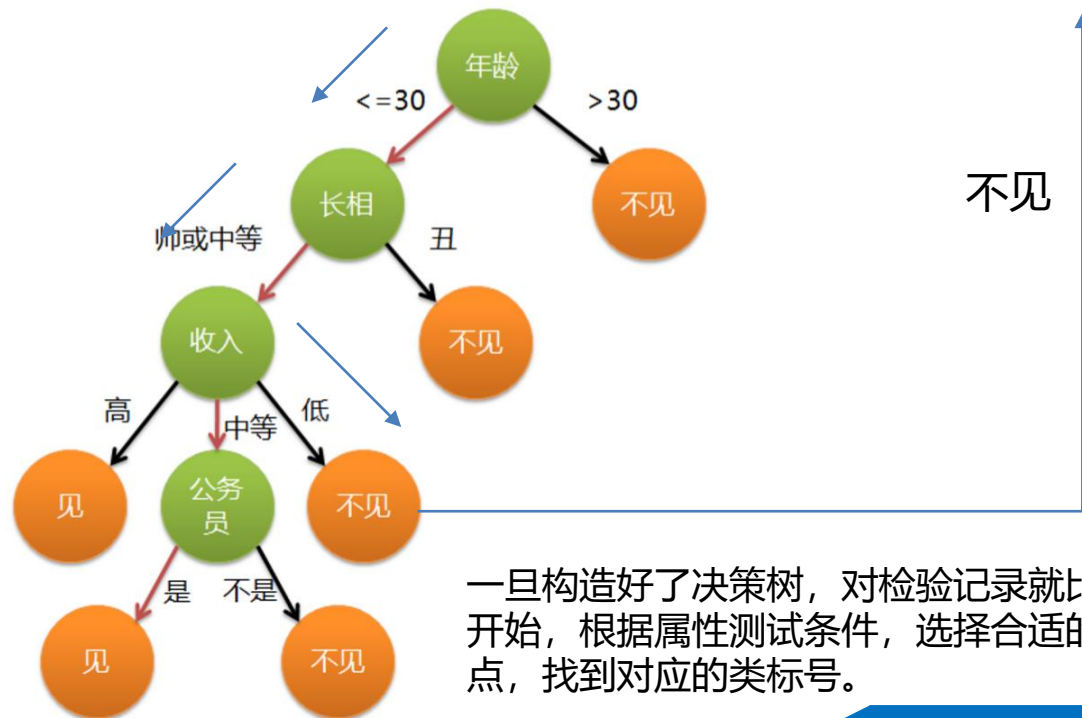 年龄
<=30
>30
长相
不见
不见
帅或中等
丑
收入
不见
高
中等
低
见
公务
员
不见
是
不是
见
不见
一旦构造好了决策树，对检验记录就
开始，根据属性测试条件，选择合适的
点，找到对应的类标号。